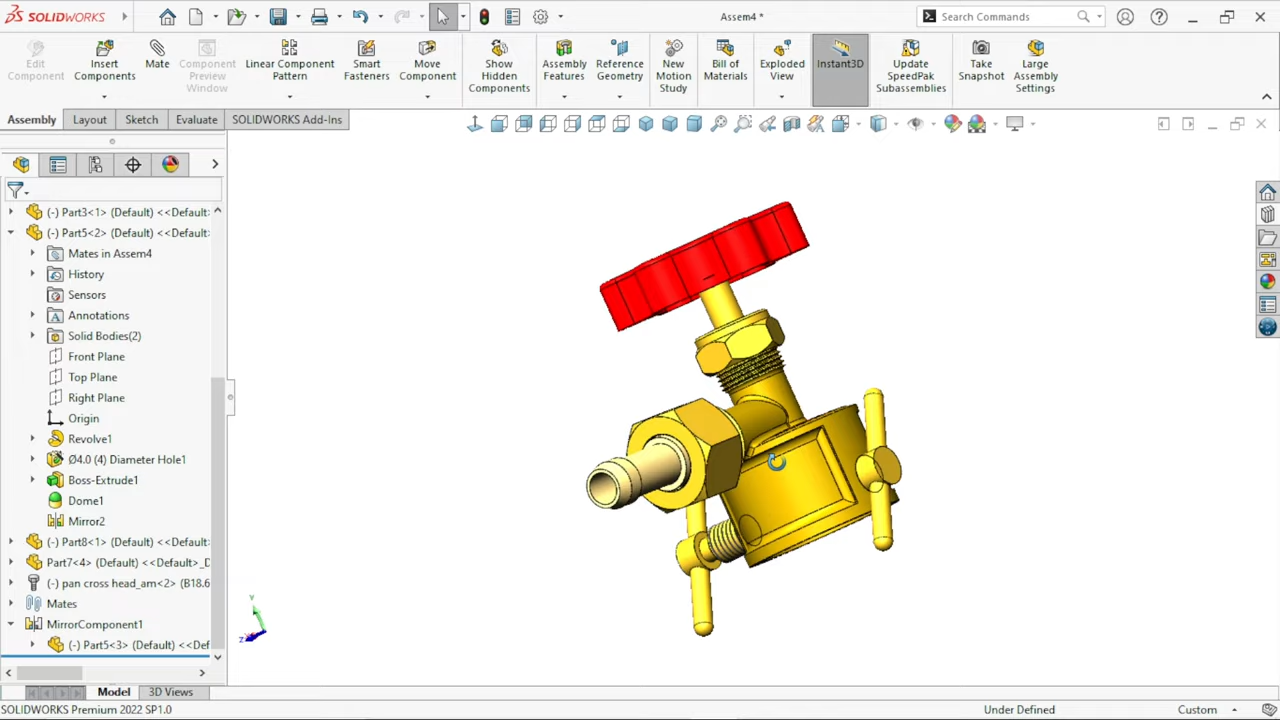 SOLIDWORKS
Assem4 *
Search Commands
Edit Component
Insert Components
Mate
Component Preview Window
Linear Component Pattern
Smart Fasteners
Move Component
Show Hidden Components
Assembly Features
Reference Geometry
New Motion Study
Bill of Materials
Exploded View
Instant3D
Update SpeedPak Subassemblies
Take Snapshot
Large Assembly Settings
Assembly
Layout
Sketch
Evaluate
SOLIDWORKS Add-Ins
(-) Part3<1> (Default) <<Default>
(-) Part5<2> (Default) <<Default>
Mates in Assem4
History
Sensors
Annotations
Solid Bodies(2)
Front Plane
Top Plane
Right Plane
Origin
Revolve1
Ø4.0 (4) Diameter Hole1
Boss-Extrude1
Dome1
Mirror2
(-) Part8<1> (Default) <<Default>
Part7<4> (Default) <<Default>_D
(-) pan cross head_am<2> (B18.6
Mates
MirrorComponent1
(-) Part5<3> (Default) <<Def
Y
Z
Model
3D Views
SOLIDWORKS Premium 2022 SP1.0
Under Defined
Custom